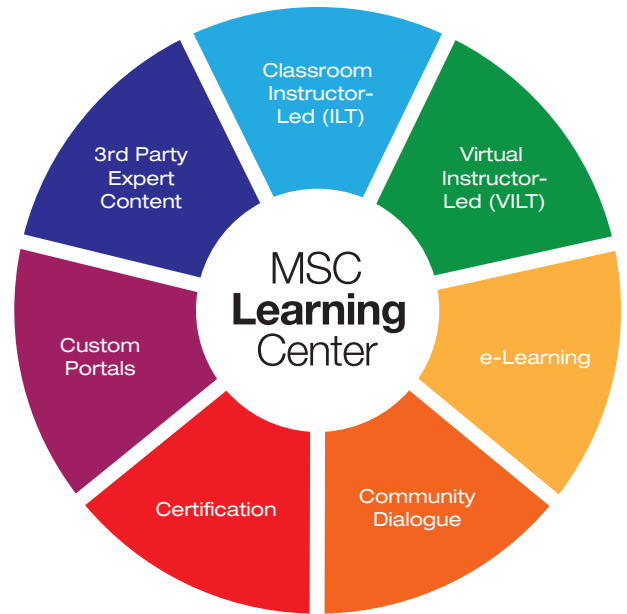 Classroom
Instructor-
Led (ILT)
Virtual
Instructor-
Led (VILT)
e-Learning
Community
Dialogue
Certification
Custom
Portals
3rd Party
Expert
Content
MSC
Learning
Center